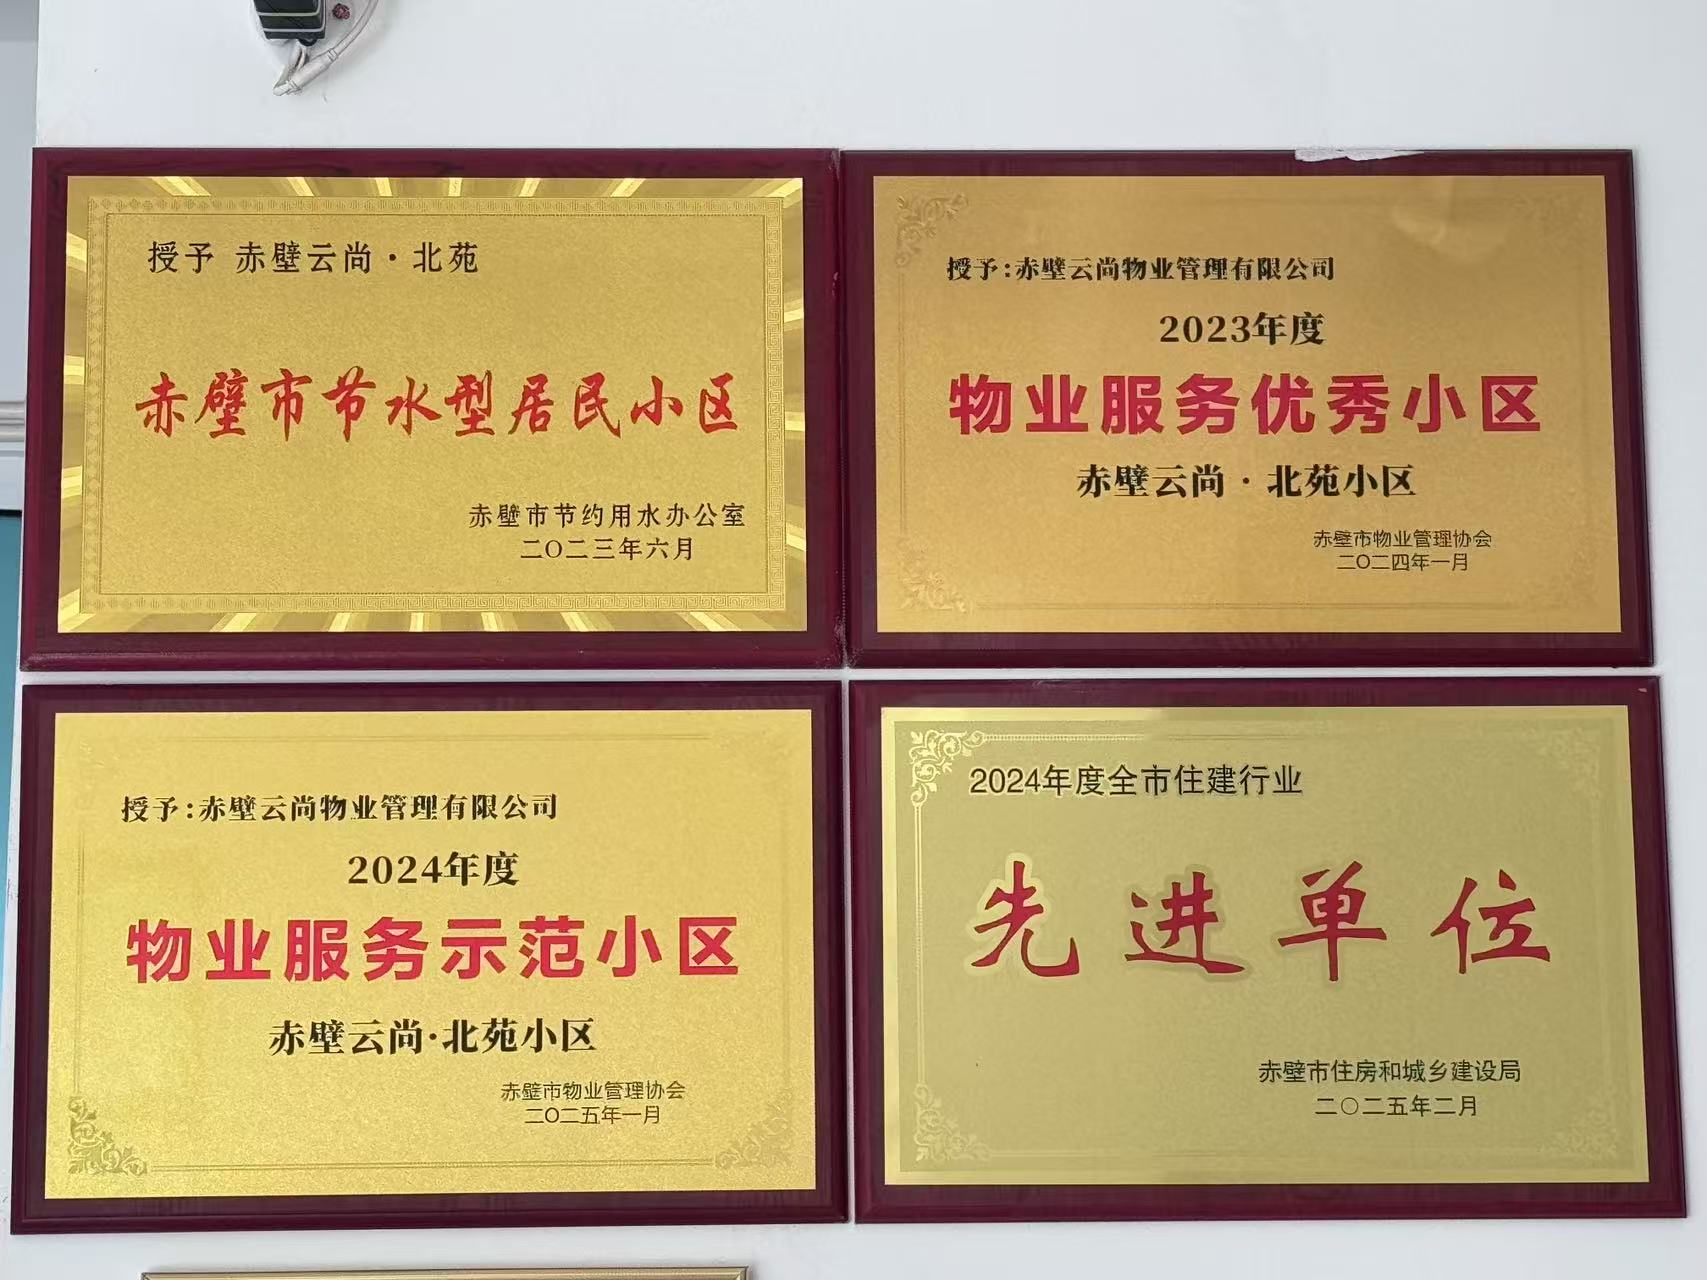 授予 赤壁云尚·北苑
赤壁市节水型居民小区
赤壁市节约用水办公室
二〇二三年六月
授予:赤壁云尚物业管理有限公司
2023年度
物业服务优秀小区
赤壁云尚·北苑小区
赤壁市物业管理协会
二〇二四年一月
授予:赤壁云尚物业管理有限公司
2024年度
物业服务示范小区
赤壁云尚·北苑小区
赤壁市物业管理协会
二〇二五年一月
2024年度全市住建行业
先进单位
赤壁市住房和城乡建设局
二〇二五年二月